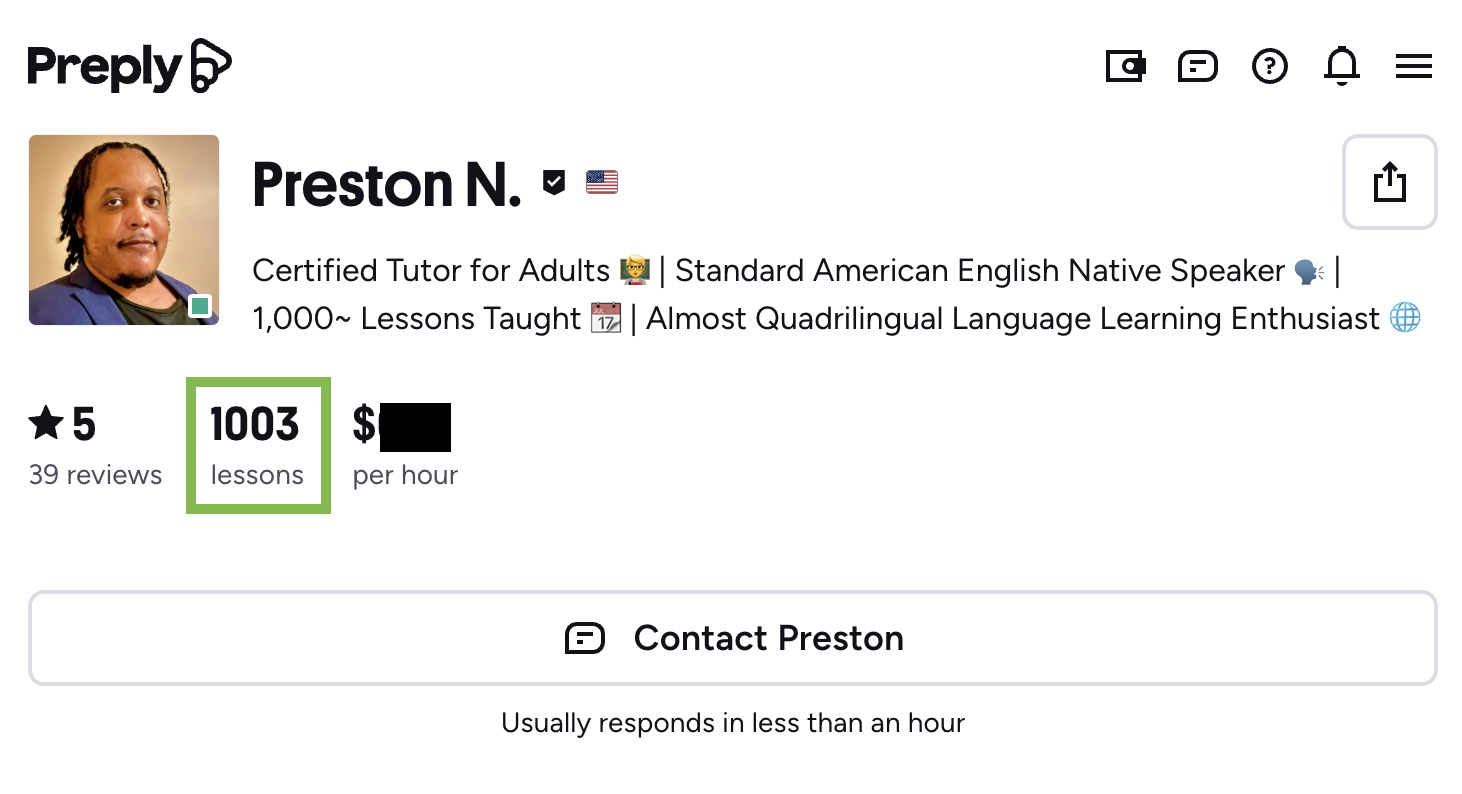 Preply
Preston N.
Certified Tutor for Adults 👨‍🏫 | Standard American English Native Speaker 🗣️ |
1,000~ Lessons Taught 📆 | Almost Quadrilingual Language Learning Enthusiast 🌐
5 1003 $
39 reviews lessons per hour
Contact Preston
Usually responds in less than an hour